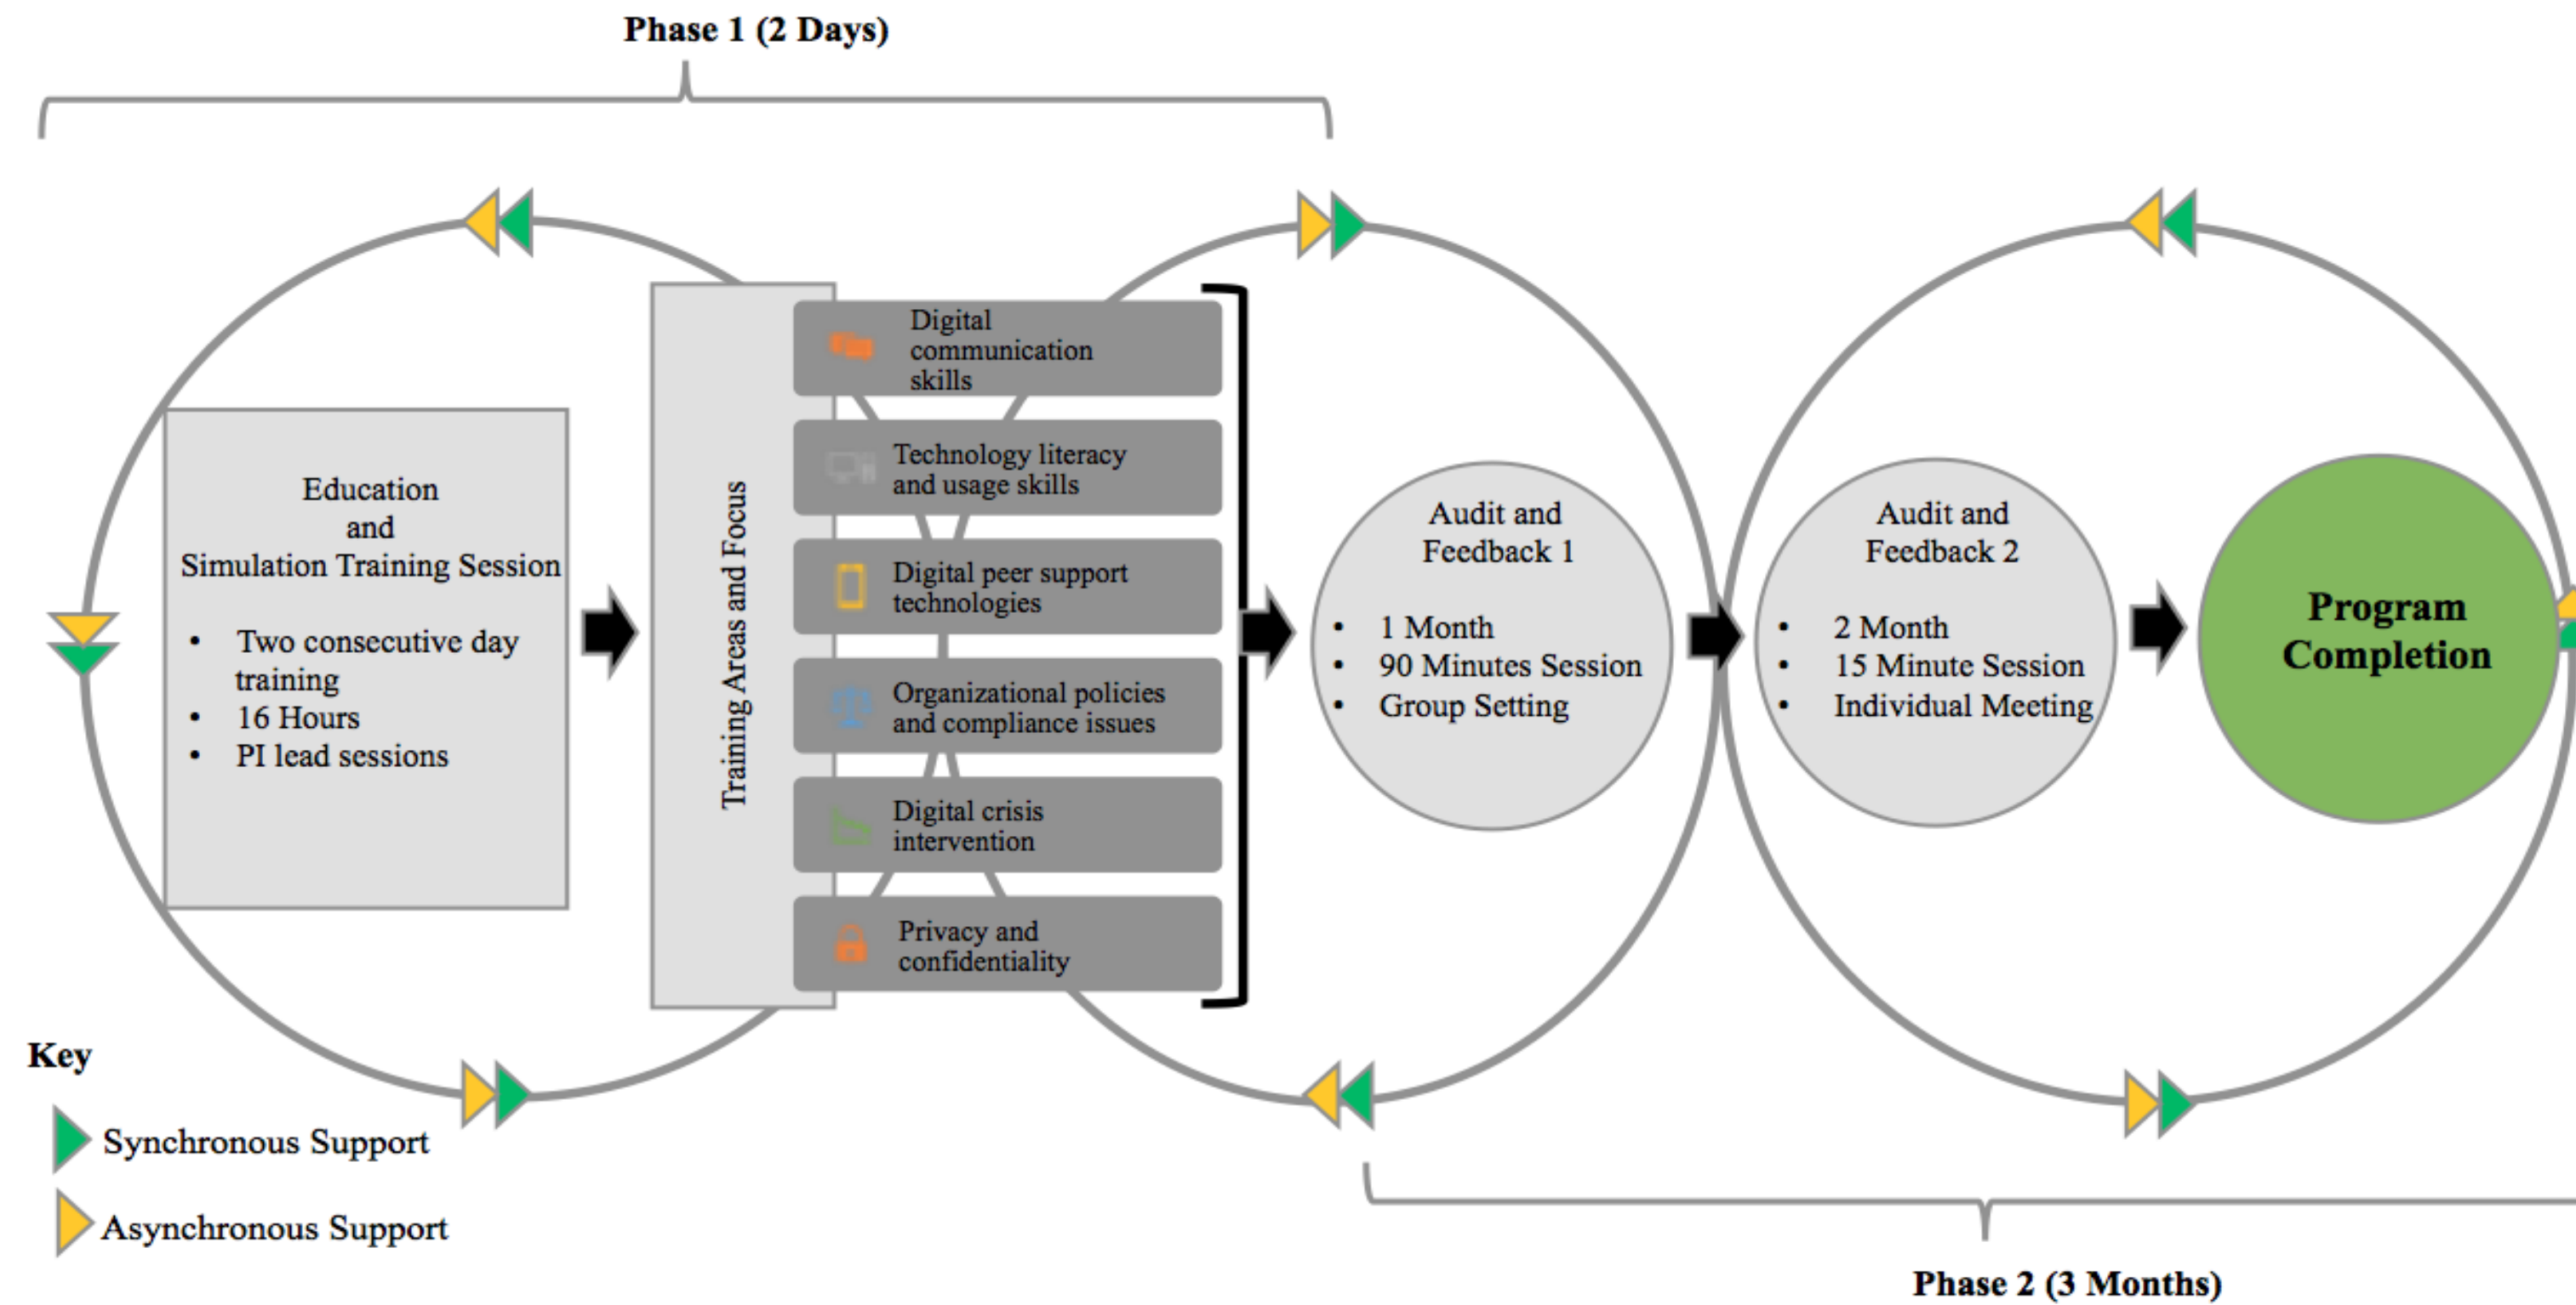 Phase 1 (2 Days)
Education
and
Simulation Training Session
• Two consecutive day
training
• 16 Hours
• PI lead sessions
Training Areas and Focus
Digital
communication
skills
Technology literacy
and usage skills
Digital peer support
technologies
Organizational policies
and compliance issues
Digital crisis
intervention
Privacy and
confidentiality
Audit and
Feedback 1
• 1 Month
• 90 Minutes Session
• Group Setting
Audit and
Feedback 2
• 2 Month
• 15 Minute Session
• Individual Meeting
Program
Completion
Key
Synchronous Support
Asynchronous Support
Phase 2 (3 Months)